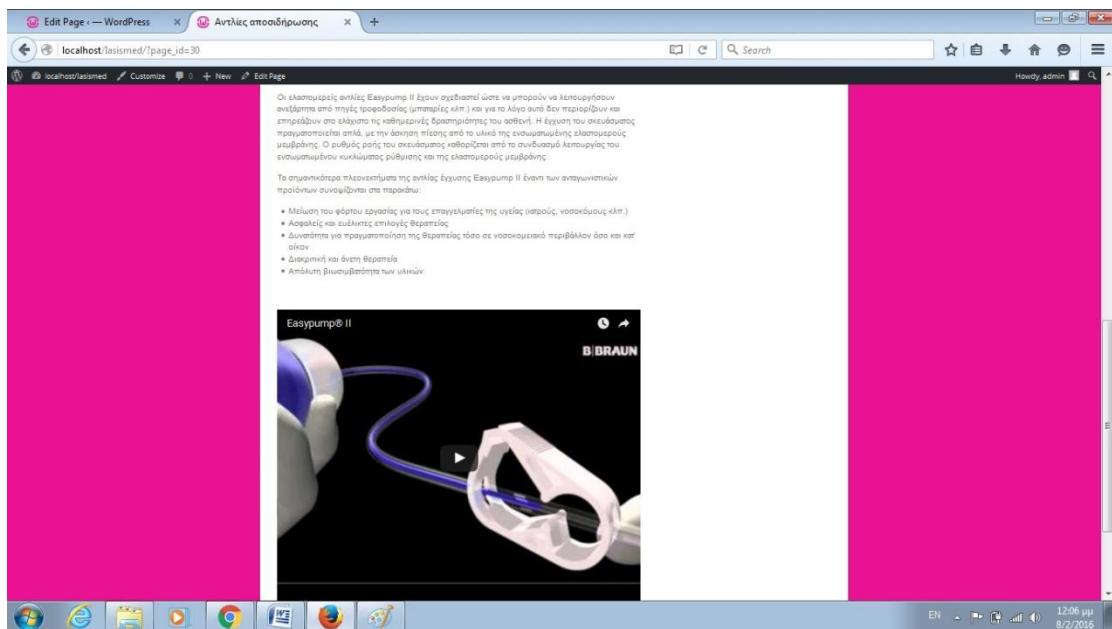 Edit Page ‹ — WordPress
Αντλίες αποσιδήρωσης
localhost/Iasismed/?page_id=30
Search
localhost/Iasismed Customize 0 New Edit Page
Howdy, admin
Οι ελαστομερείς αντλίες Easypump II έχουν σχεδιαστεί ώστε να μπορούν να λειτουργήσουν
ανεξάρτητα από πηγές τροφοδοσίας (μπαταρίες κλπ.) και για το λόγο αυτό δεν περιορίζουν και
επηρεάζουν στο ελάχιστο τις καθημερινές δραστηριότητες του ασθενή. Η έγχυση του σκευάσματος
πραγματοποιείται απλά, με την άσκηση πίεσης από το υλικό της ενσωματωμένης ελαστομερούς
μεμβράνης. Ο ρυθμός ροής του σκευάσματος καθορίζεται από το συνδυασμό λειτουργίας του
ενσωματωμένου κυκλώματος ρύθμισης και της ελαστομερούς μεμβράνης.
Τα σημαντικότερα πλεονεκτήματα της αντλίας έγχυσης Easypump II έναντι των ανταγωνιστικών
προϊόντων συνοψίζονται στα παρακάτω:
• Μείωση του φόρτου εργασίας για τους επαγγελματίες της υγείας (ιατρούς, νοσοκόμους κλπ.)
• Ασφαλείς και ευέλικτες επιλογές θεραπείας
• Δυνατότητα για πραγματοποίηση της θεραπείας τόσο σε νοσοκομειακό περιβάλλον όσο και κατ'
οίκον
• Διακριτική και άνετη θεραπεία
• Απόλυτη βιωσιμβατότητα των υλικών
Easypump® II
B|BRAUN
EN
12:06 μμ
8/2/2016